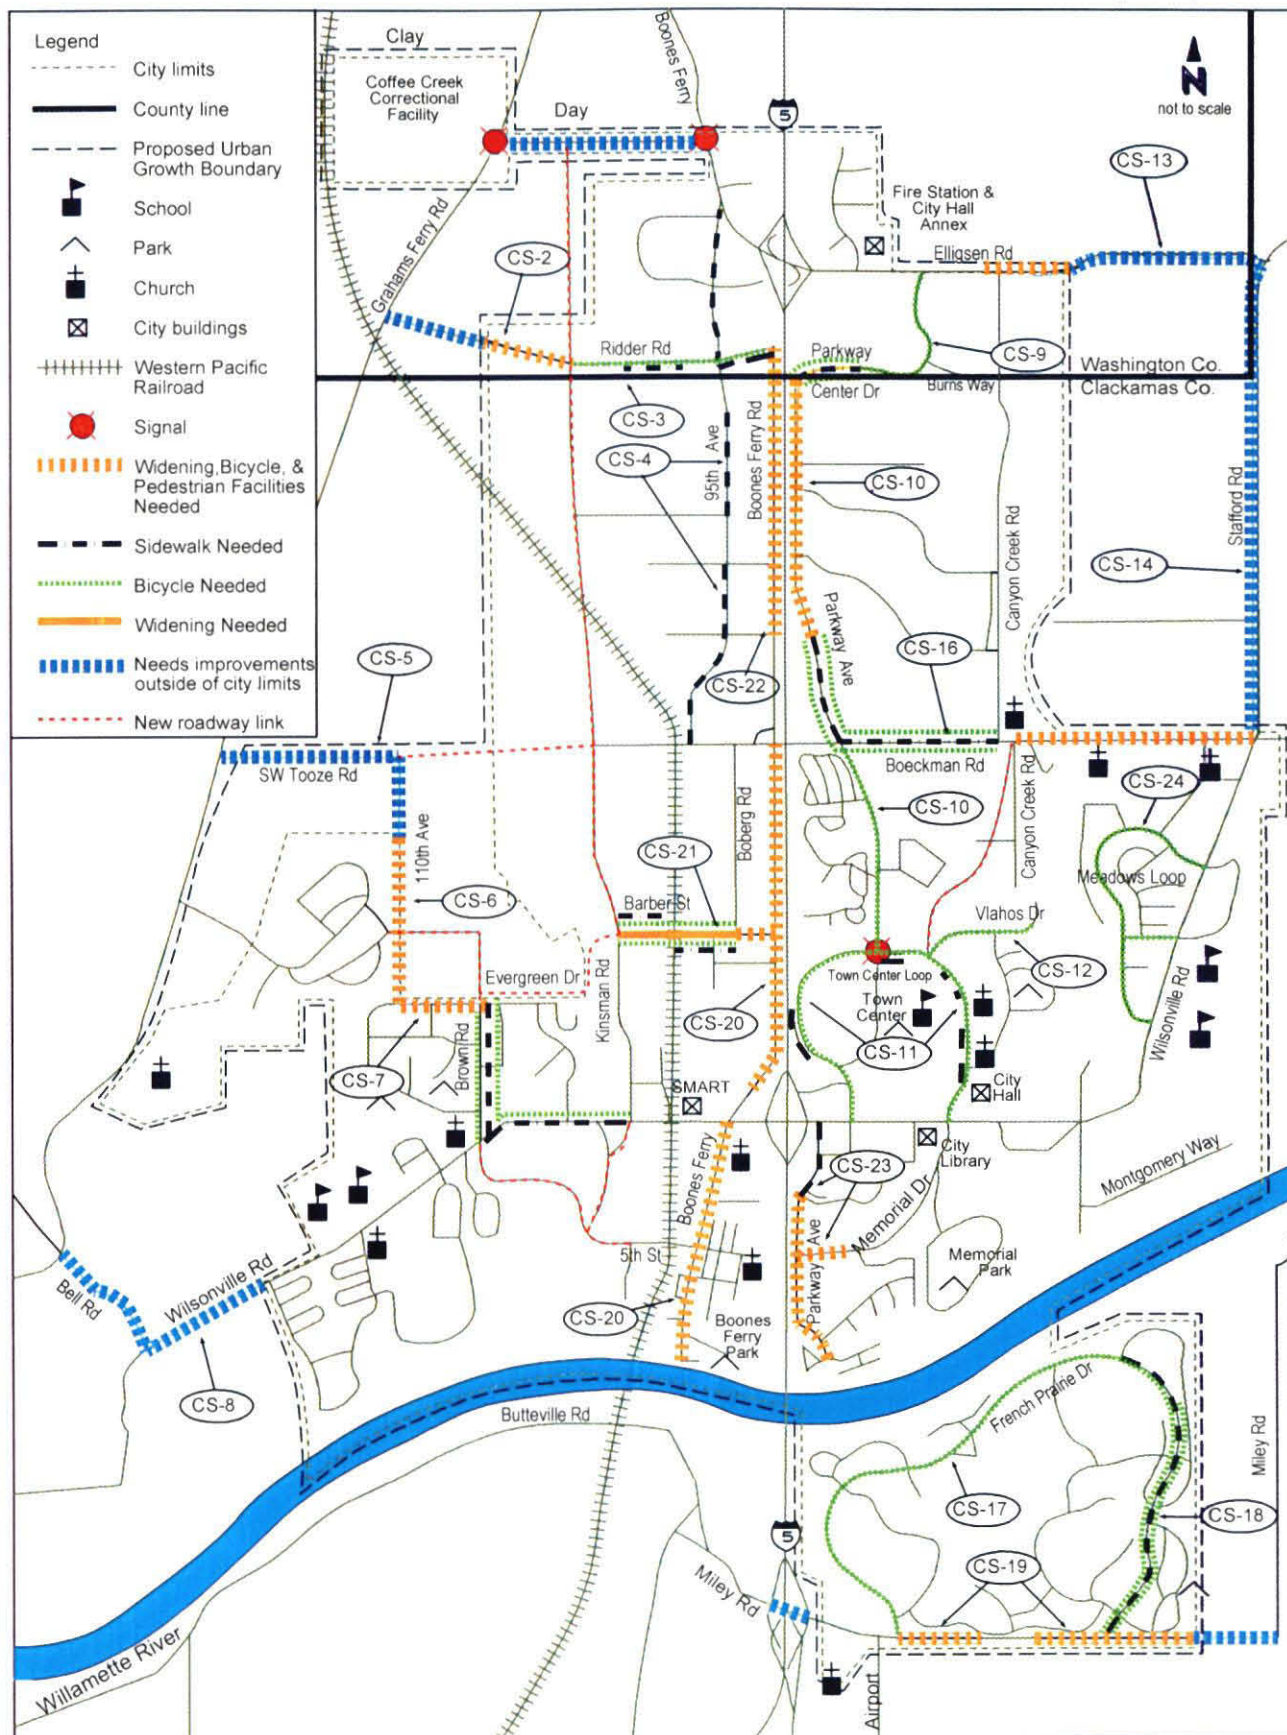 Legend
City limits
County line
Proposed Urban
Growth Boundary
School
Park
Church
City buildings
Western Pacific
Railroad
Signal
Widening,Bicycle, &
Pedestrian Facilities
Needed
Sidewalk Needed
Bicycle Needed
Widening Needed
Needs improvements
outside of city limits
New roadway link
Clay
Coffee Creek
Correctional
Facility
Day
Boones Ferry
5
N
not to scale
CS-13
Fire Station &
City Hall
Annex
Elligsen Rd
Grahams Ferry Rd
CS-2
Ridder Rd
Parkway
Center Dr
CS-9
Burns Way
Washington Co.
Clackamas Co.
CS-3
CS-4
95th Ave
Boones Ferry Rd
CS-10
Canyon Creek Rd
Stafford Rd
CS-14
Parkway Ave
CS-16
CS-22
CS-5
SW Tooze Rd
Boeckman Rd
CS-10
Canyon Creek Rd
CS-24
Meadows Loop
110th Ave
CS-6
CS-21
Boberg Rd
Barber St
Vlahos Dr
CS-12
Evergreen Dr
Kinsman Rd
Town Center Loop
Town
Center
CS-11
CS-20
Wilsonville Rd
CS-7
Brown Rd
SMART
City
Hall
City
Library
CS-23
Memorial Dr
Montgomery Way
Boones Ferry
5th St
Parkway Ave
Memorial
Park
Bell Rd
Wilsonville Rd
CS-20
Boones
Ferry
Park
CS-8
Butteville Rd
French Prairie Dr
Miley Rd
CS-17
CS-18
5
CS-19
Miley Rd
Willamette River
Airport